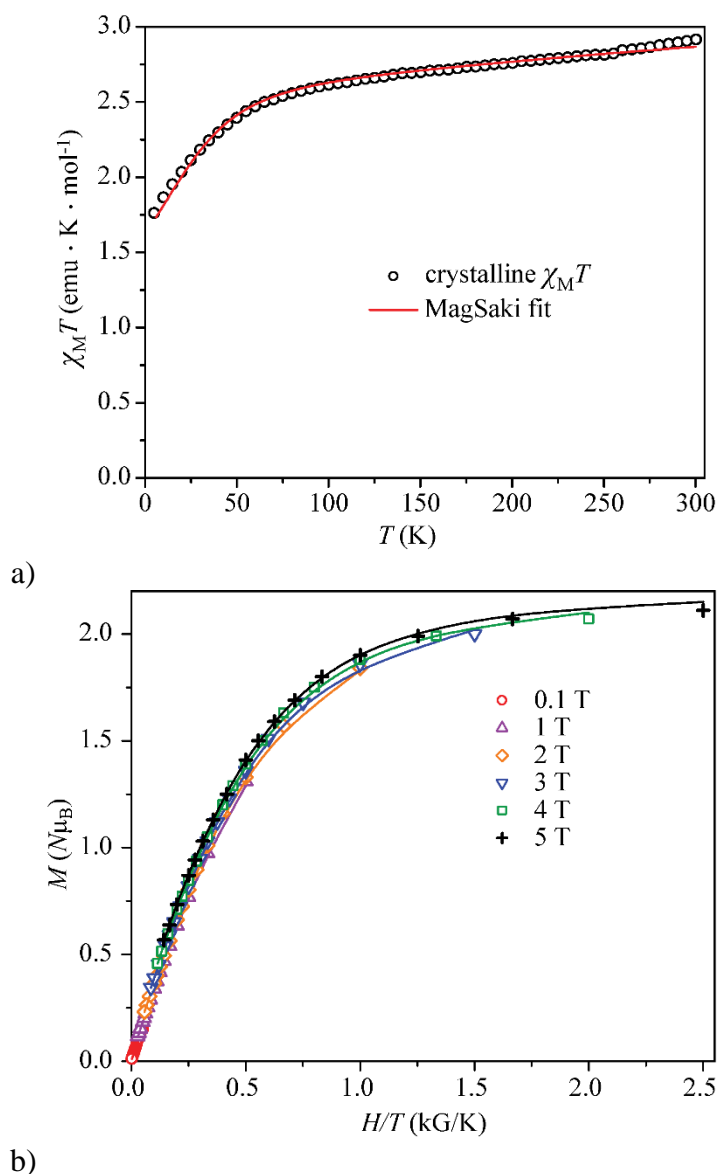 3.0
2.5
2.0
1.5
1.0
0.5
0.0
χ_M T (emu · K · mol⁻¹)
crystalline χ_M T
MagSaki fit
0 50 100 150 200 250 300
T (K)
a)
2.0
1.5
1.0
0.5
0.0
M (Nμ_B)
0.1 T
1 T
2 T
3 T
4 T
5 T
0.0 0.5 1.0 1.5 2.0 2.5
H/T (kG/K)
b)